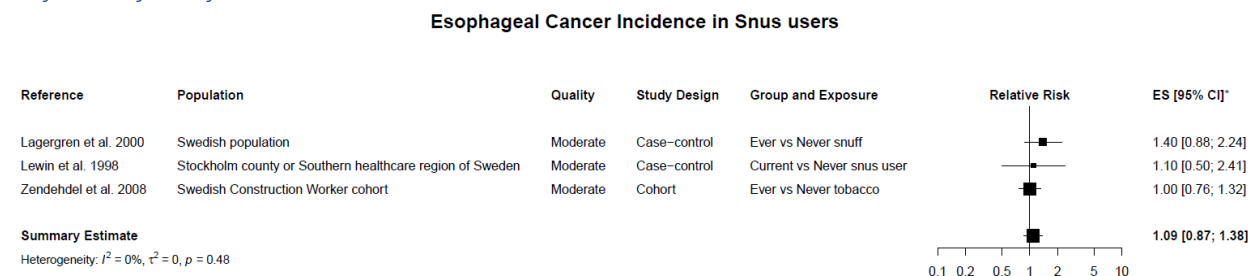 Esophageal Cancer Incidence in Snus users
Reference Population Quality Study Design Group and Exposure Relative Risk ES [95% CI]*
Lagergren et al. 2000 Swedish population Moderate Case−control Ever vs Never snuff 1.40 [0.88; 2.24]
Lewin et al. 1998 Stockholm county or Southern healthcare region of Sweden Moderate Case−control Current vs Never snus user 1.10 [0.50; 2.41]
Zendehdel et al. 2008 Swedish Construction Worker cohort Moderate Cohort Ever vs Never tobacco 1.00 [0.76; 1.32]
Summary Estimate 1.09 [0.87; 1.38]
Heterogeneity: I² = 0%, τ² = 0, p = 0.48
0.1 0.2 0.5 1 2 5 10